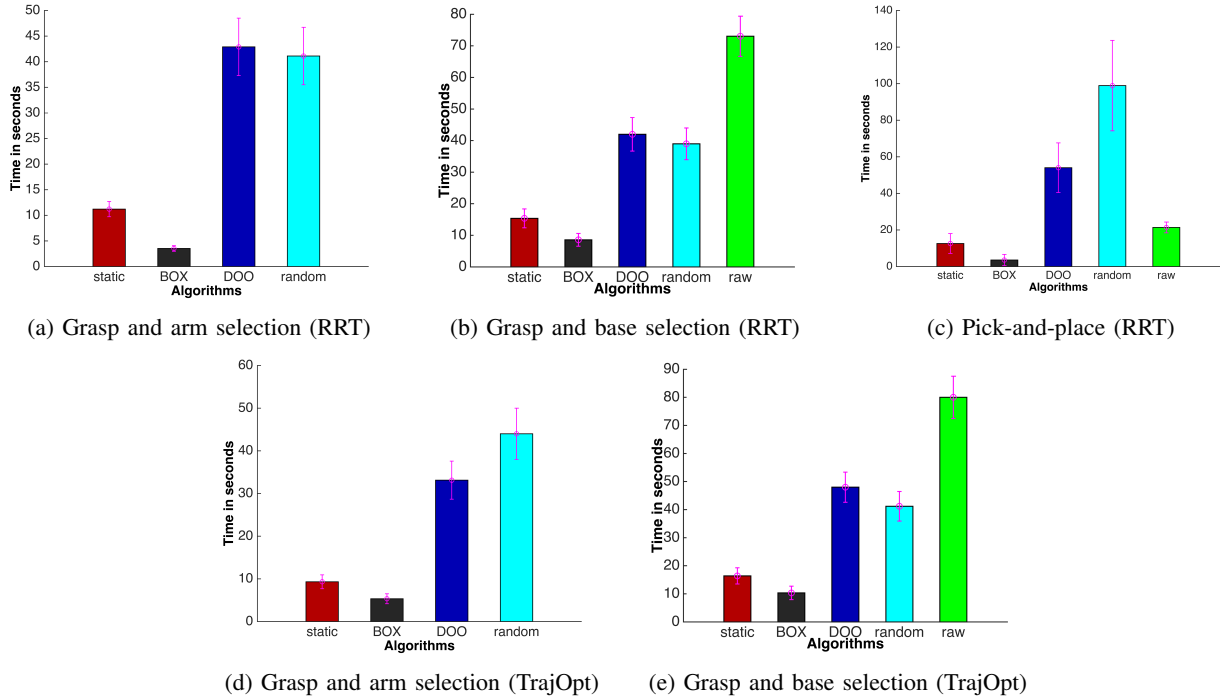 50
45
40
35
30
25
20
15
10
5
0
Time in seconds
static BOX DOO random
Algorithms
(a) Grasp and arm selection (RRT)
80
70
60
50
40
30
20
10
0
Time in seconds
static BOX DOO random raw
Algorithms
(b) Grasp and base selection (RRT)
140
120
100
80
60
40
20
0
Time in seconds
static BOX DOO random raw
Algorithms
(c) Pick-and-place (RRT)
60
50
40
30
20
10
0
Time in seconds
static BOX DOO random
Algorithms
(d) Grasp and arm selection (TrajOpt)
90
80
70
60
50
40
30
20
10
0
Time in seconds
static BOX DOO random raw
Algorithms
(e) Grasp and base selection (TrajOpt)